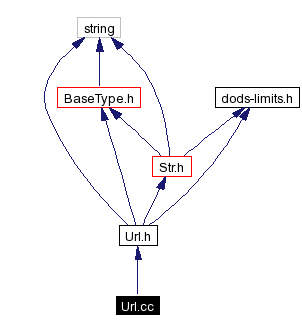 string
BaseType.h
dods-limits.h
Str.h
Url.h
Url.cc